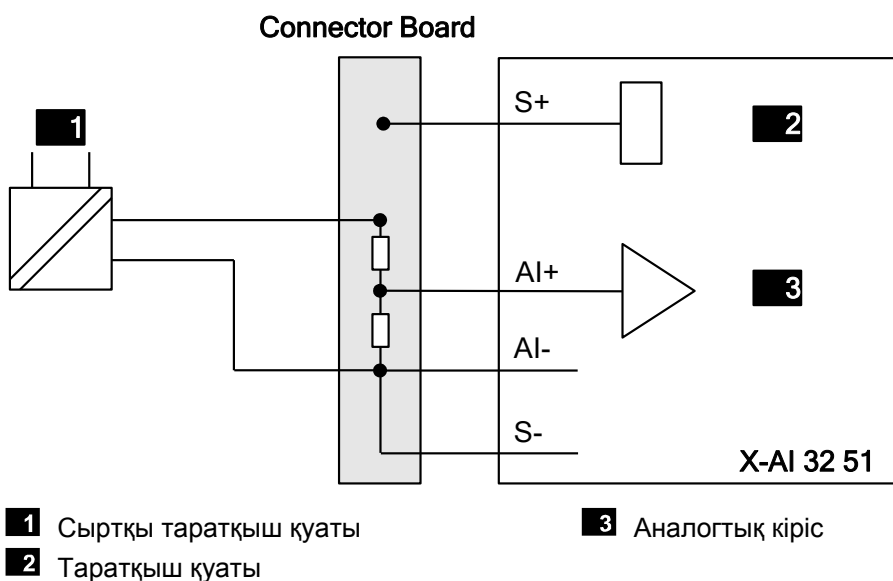 Connector Board
S+
1
2
AI+
3
AI-
S-
X-AI 32 51
1 Сыртқы таратқыш қуаты
3 Аналогтық кіріс
2 Таратқыш қуаты